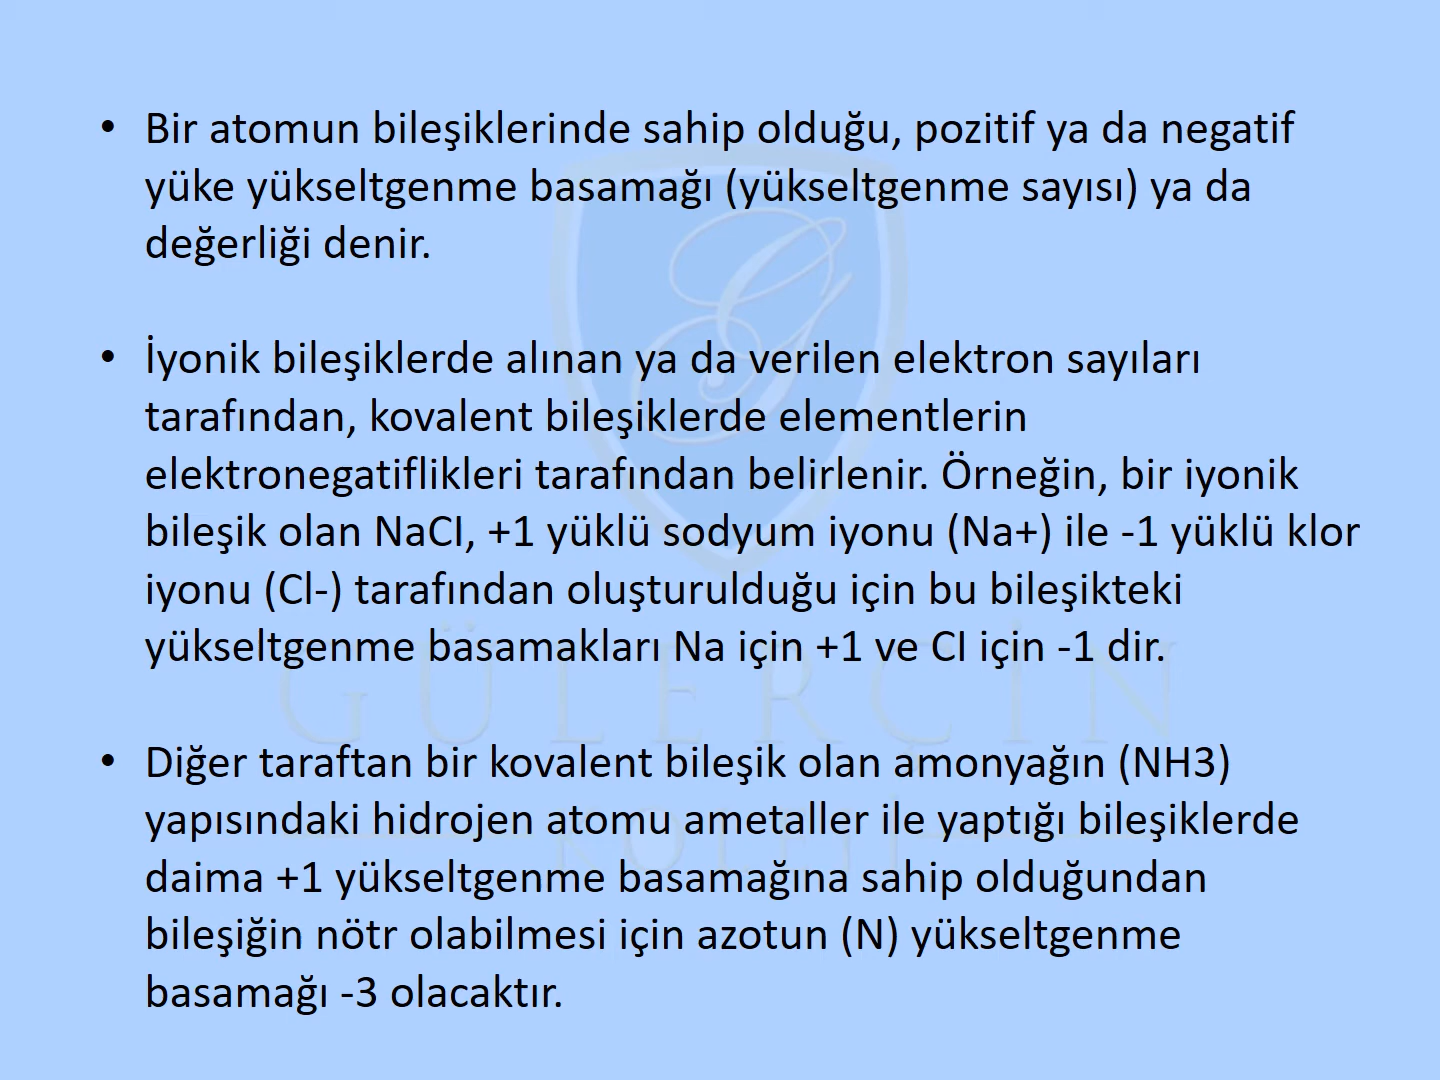 • Bir atomun bileşiklerinde sahip olduğu, pozitif ya da negatif
yüke yükseltgenme basamağı (yükseltgenme sayısı) ya da
değerliği denir.
• İyonik bileşiklerde alınan ya da verilen elektron sayıları
tarafından, kovalent bileşiklerde elementlerin
elektronegatiflikleri tarafından belirlenir. Örneğin, bir iyonik
bileşik olan NaCI, +1 yüklü sodyum iyonu (Na+) ile -1 yüklü klor
iyonu (Cl-) tarafından oluşturulduğu için bu bileşikteki
yükseltgenme basamakları Na için +1 ve CI için -1 dir.
GÜLERÇİN
• Diğer taraftan bir kovalent bileşik olan amonyağın (NH3)
yapısındaki hidrojen atomu ametaller ile yaptığı bileşiklerde
KOLEJİ
daima +1 yükseltgenme basamağına sahip olduğundan
bileşiğin nötr olabilmesi için azotun (N) yükseltgenme
basamağı -3 olacaktır.